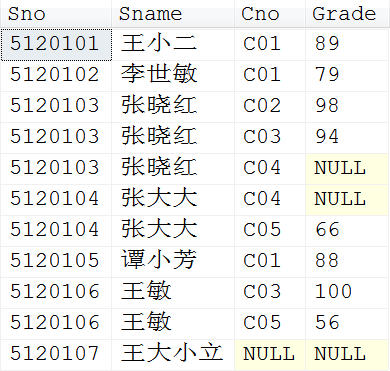 Sno Sname Cno Grade
5120101 王小二 C01 89
5120102 李世敏 C01 79
5120103 张晓红 C02 98
5120103 张晓红 C03 94
5120103 张晓红 C04 NULL
5120104 张大大 C04 NULL
5120104 张大大 C05 66
5120105 谭小芳 C01 88
5120106 王敏 C03 100
5120106 王敏 C05 56
5120107 王大小立 NULL NULL